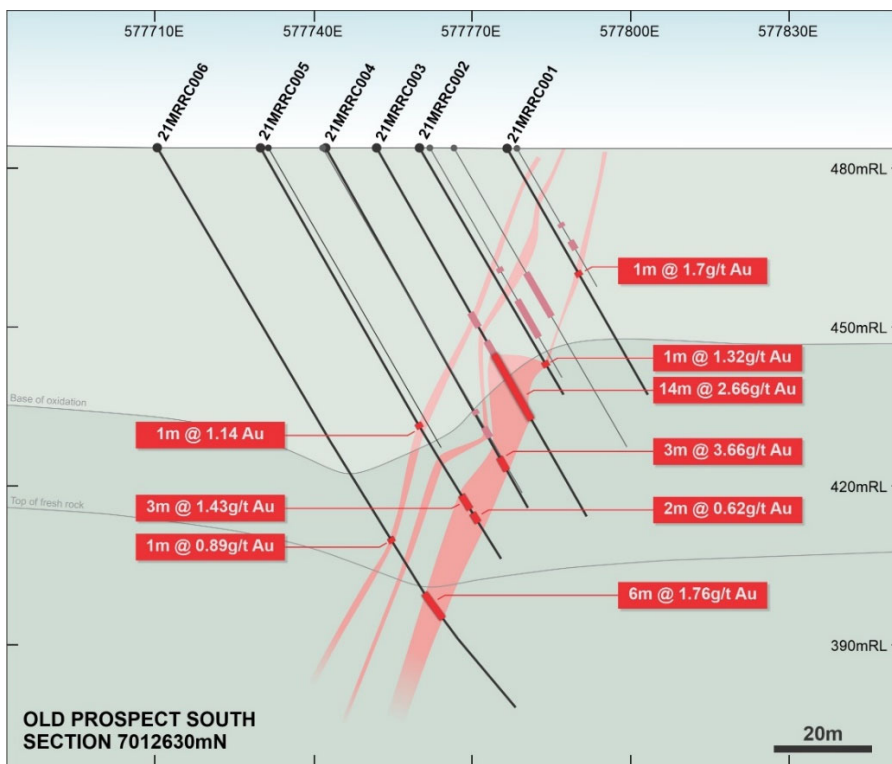 577710E
577740E
577770E
577800E
577830E
21MRRC006
21MRRC005
21MRRC004
21MRRC003
21MRRC002
21MRRC001
480mRL
1m @ 1.7g/t Au
450mRL
1m @ 1.32g/t Au
14m @ 2.66g/t Au
Base of oxidation
1m @ 1.14 Au
3m @ 3.66g/t Au
420mRL
Top of fresh rock
3m @ 1.43g/t Au
2m @ 0.62g/t Au
1m @ 0.89g/t Au
6m @ 1.76g/t Au
390mRL
OLD PROSPECT SOUTH
SECTION 7012630mN
20m